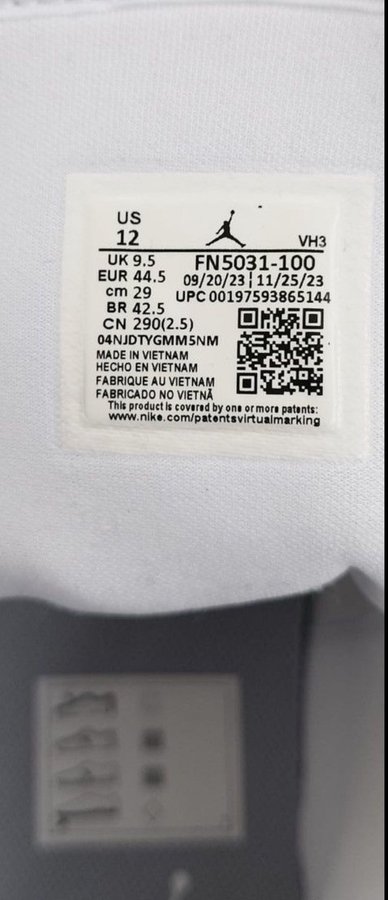 US
12
VH3
UK 9.5
FN5031-100
EUR 44.5
09/20/23 | 11/25/23
cm 29
UPC 00197593865144
BR 42.5
CN 290(2.5)
04NJDTYGMM5NM
MADE IN VIETNAM
HECHO EN VIETNAM
FABRIQUE AU VIETNAM
FABRICADO NO VIETNÃ
This product is covered by one or more patents:
www.nike.com/patentsvirtualmarking